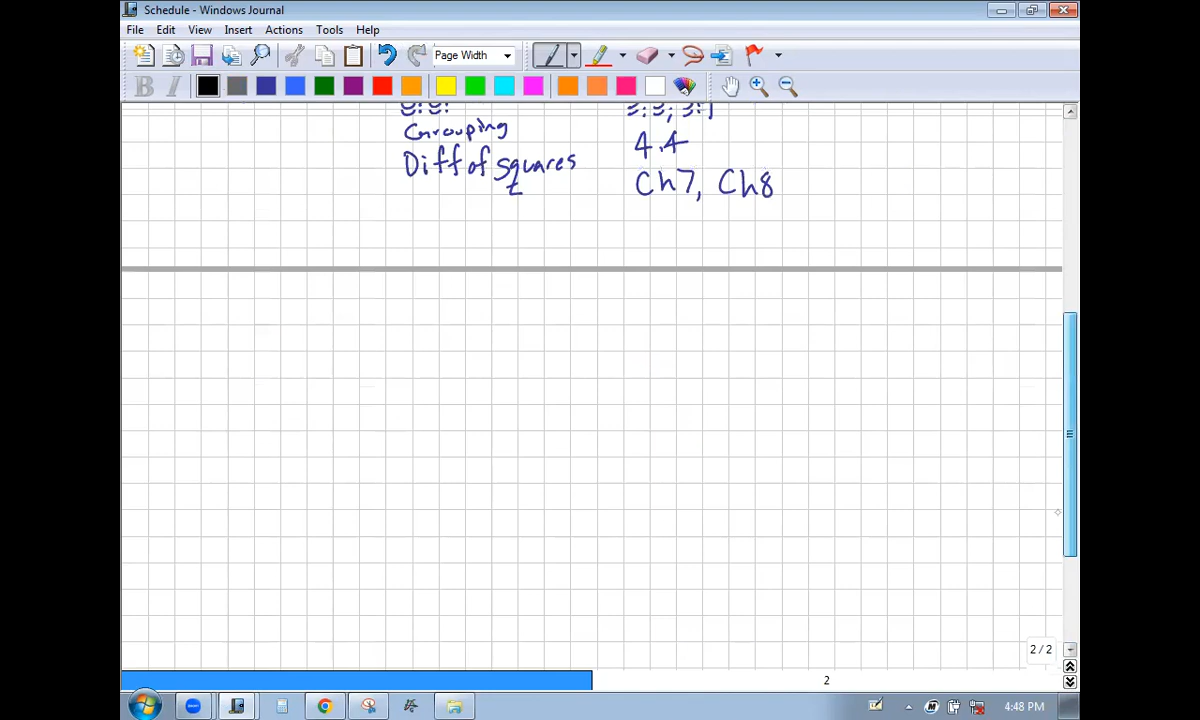 Schedule - Windows Journal
File Edit View Insert Actions Tools Help
Page Width
B I
Grouping
4.4
Diff of squares
Ch7, Ch8
2 / 2
2
4:48 PM